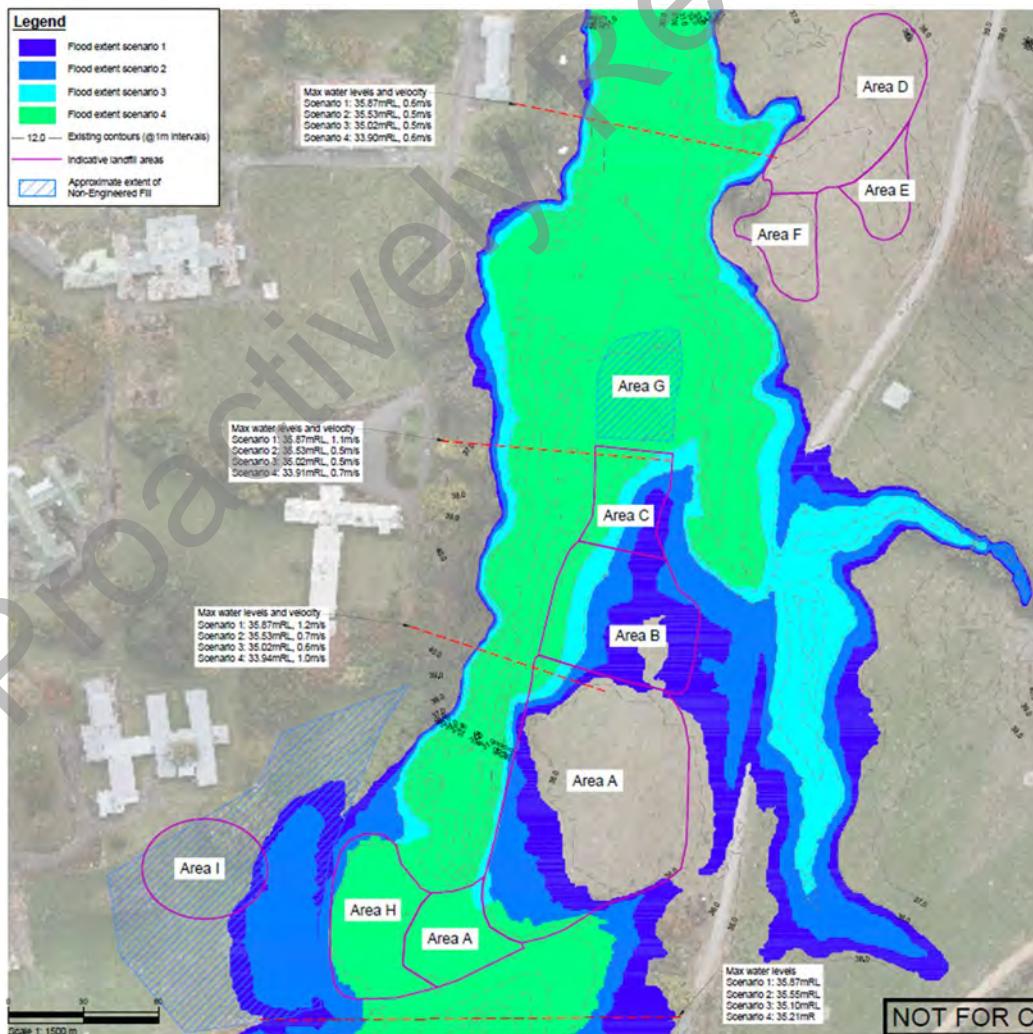 Legend
Flood extent scenario 1
Flood extent scenario 2
Flood extent scenario 3
Flood extent scenario 4
12.0 Existing contours (@1m intervals)
Indicative landfill areas
Approximate extent of
Non-Engineered Fill
Max water levels and velocity
Scenario 1: 35.87mRL, 0.6m/s
Scenario 2: 35.53mRL, 0.5m/s
Scenario 3: 35.02mRL, 0.5m/s
Scenario 4: 33.90mRL, 0.6m/s
Area D
Area E
Area F
Area G
Max water levels and velocity
Scenario 1: 35.87mRL, 1.1m/s
Scenario 2: 35.53mRL, 0.5m/s
Scenario 3: 35.02mRL, 0.5m/s
Scenario 4: 33.91mRL, 0.7m/s
Area C
Max water levels and velocity
Scenario 1: 35.87mRL, 1.2m/s
Scenario 2: 35.53mRL, 0.7m/s
Scenario 3: 35.02mRL, 0.6m/s
Scenario 4: 33.94mRL, 1.0m/s
Area B
Area A
Area I
Area H
Area A
Max water levels
Scenario 1: 35.87mRL
Scenario 2: 35.55mRL
Scenario 3: 35.10mRL
Scenario 4: 35.21mR
0 30 60
Scale 1: 1500 m
NOT FOR
Proactively Re